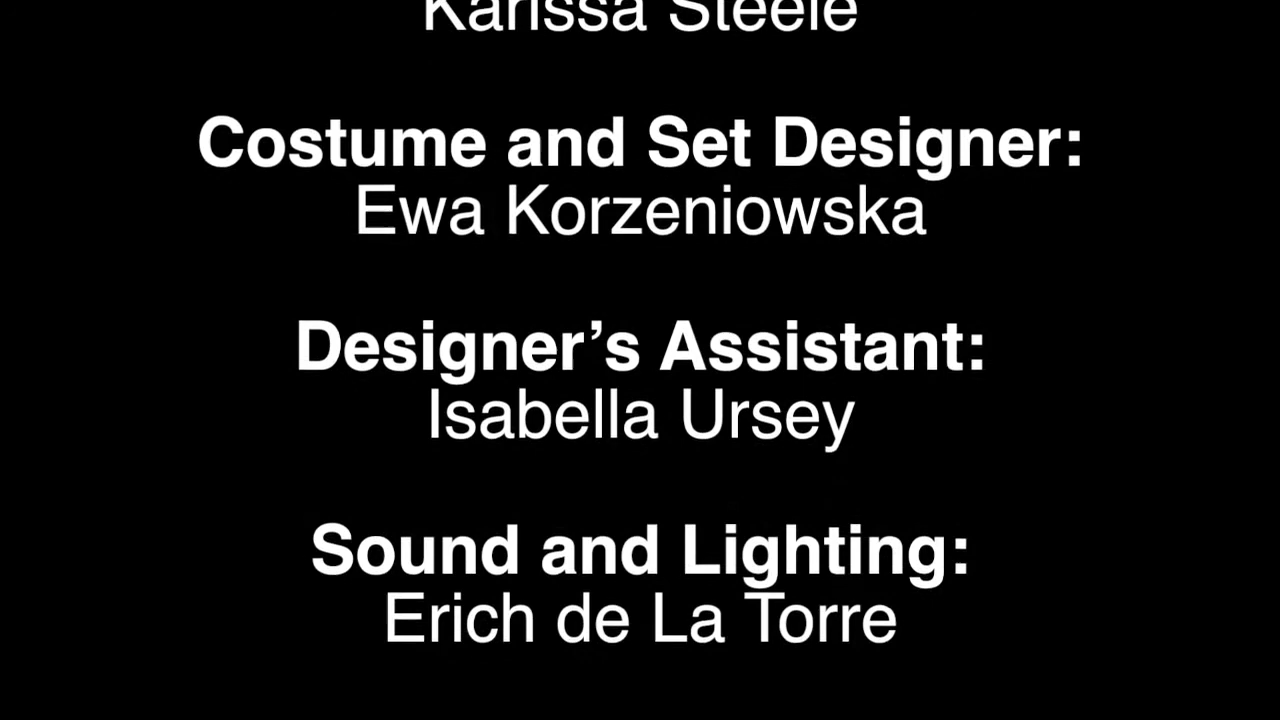 Karissa Steele
Costume and Set Designer:
Ewa Korzeniowska
Designer’s Assistant:
Isabella Ursey
Sound and Lighting:
Erich de La Torre